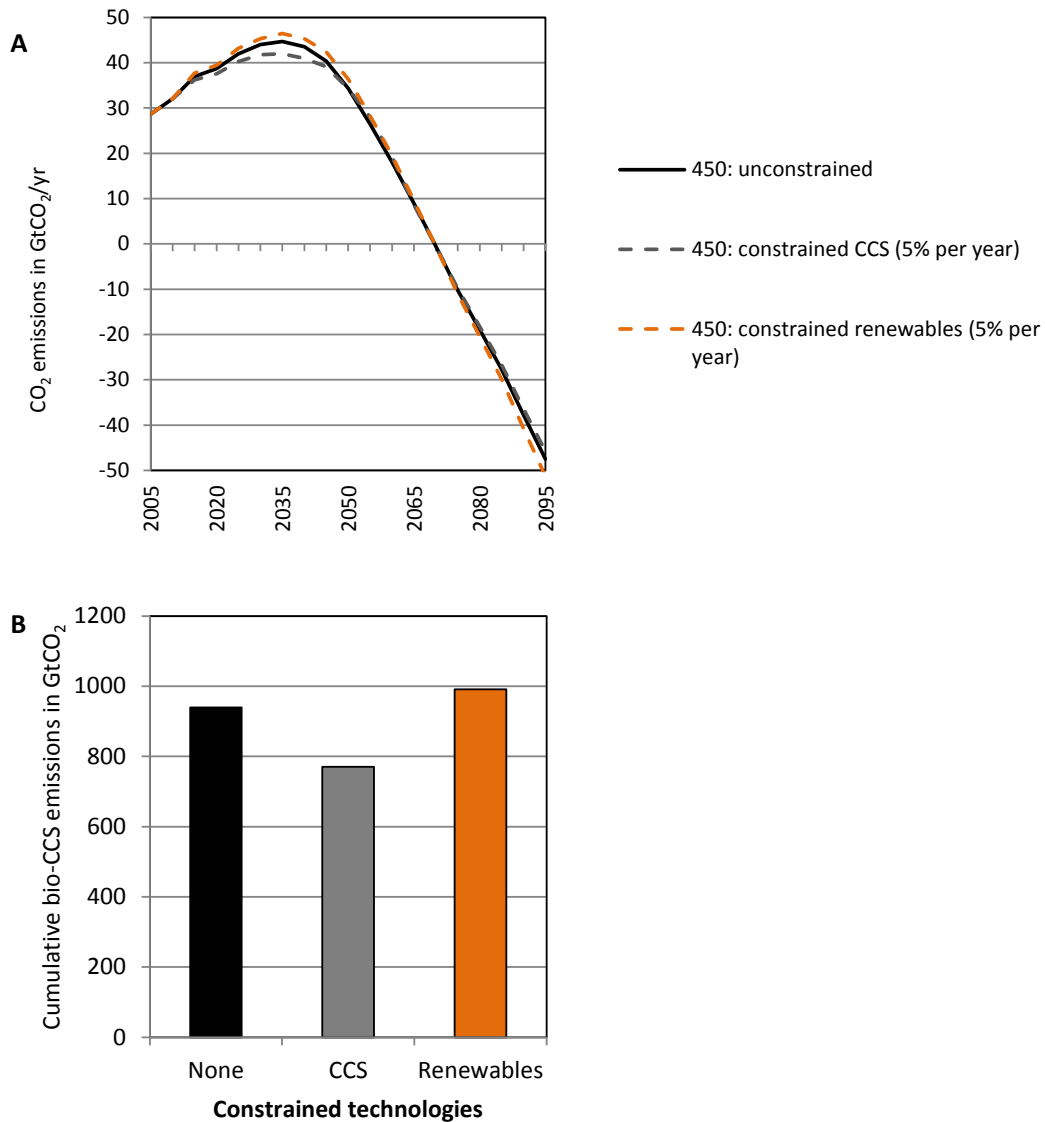 A
CO₂ emissions in GtCO₂/yr
50
40
30
20
10
0
-10
-20
-30
-40
-50
2005
2020
2035
2050
2065
2080
2095
450: unconstrained
450: constrained CCS (5% per year)
450: constrained renewables (5% per
year)
B
Cumulative bio-CCS emissions in GtCO₂
1200
1000
800
600
400
200
0
None
CCS
Renewables
Constrained technologies